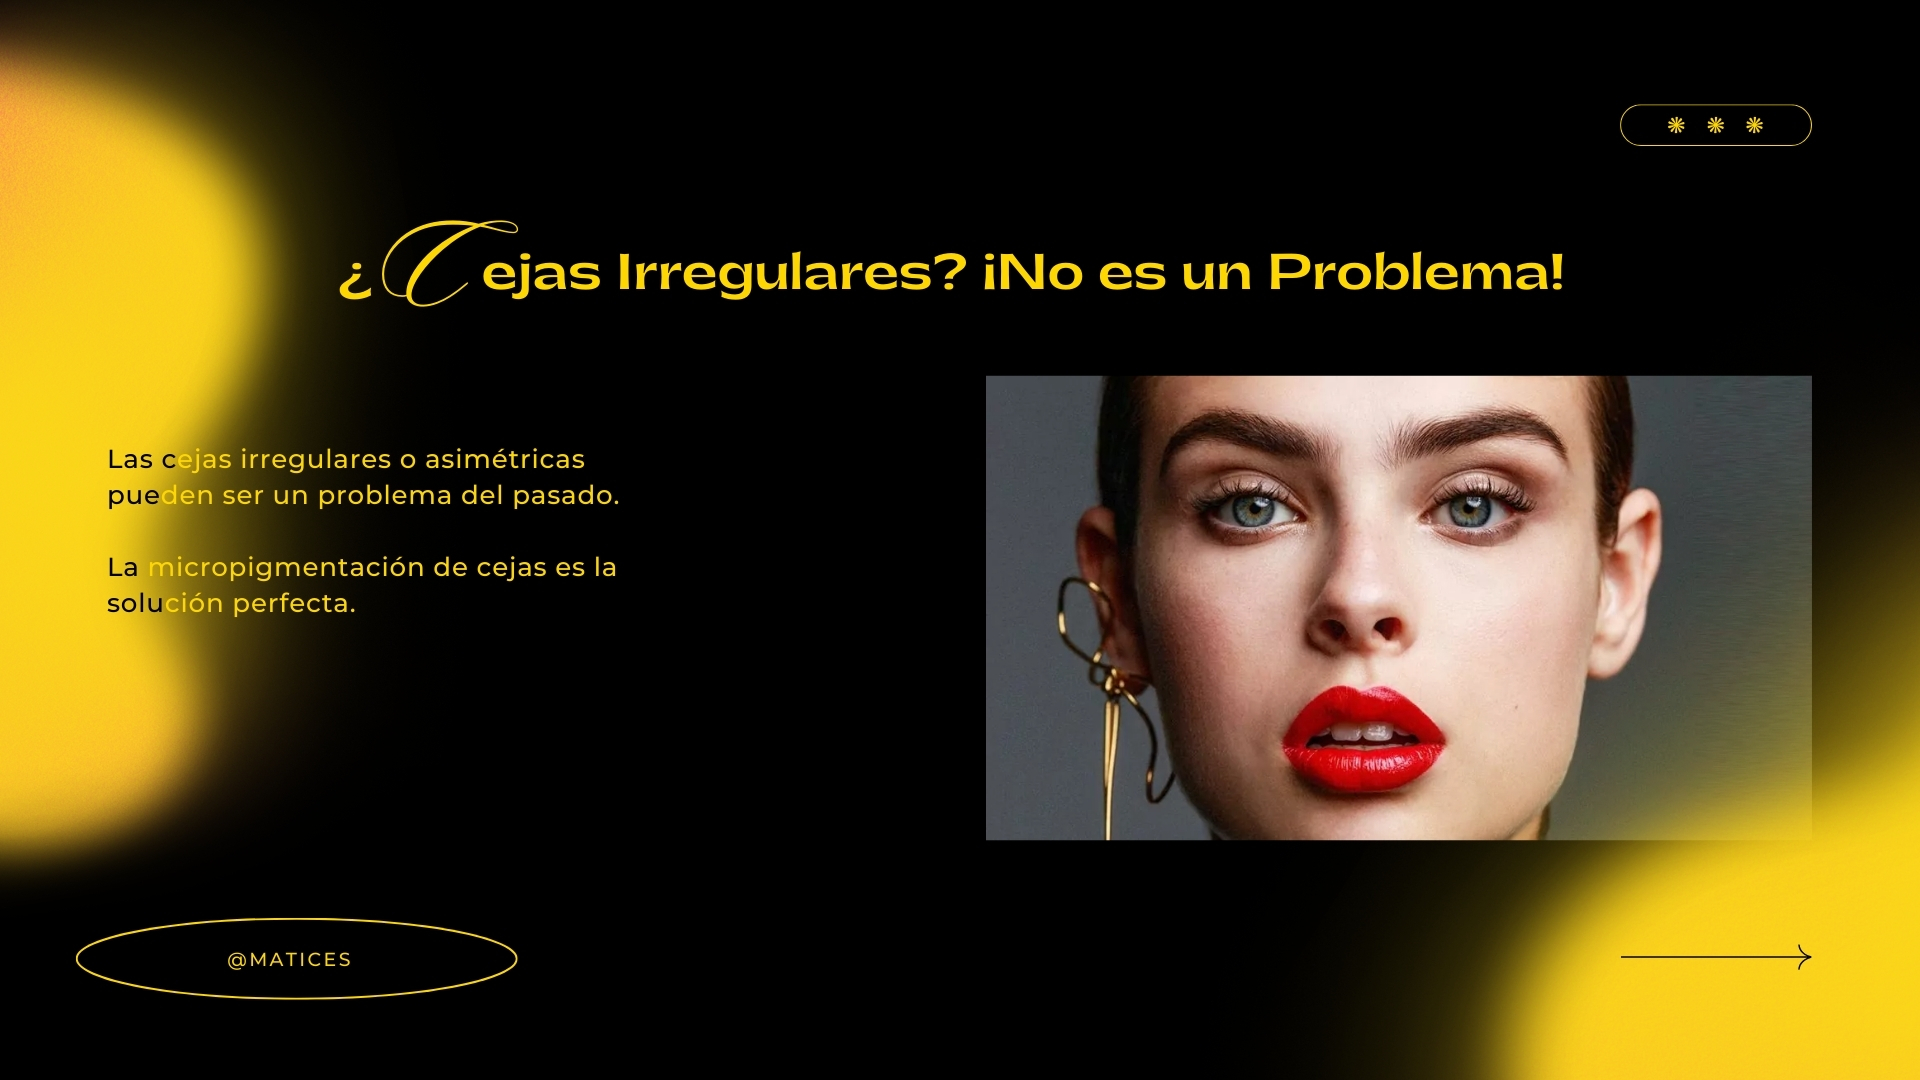 ¿Cejas Irregulares? ¡No es un Problema!
Las cejas irregulares o asimétricas
pueden ser un problema del pasado.
La micropigmentación de cejas es la
solución perfecta.
@MATICES